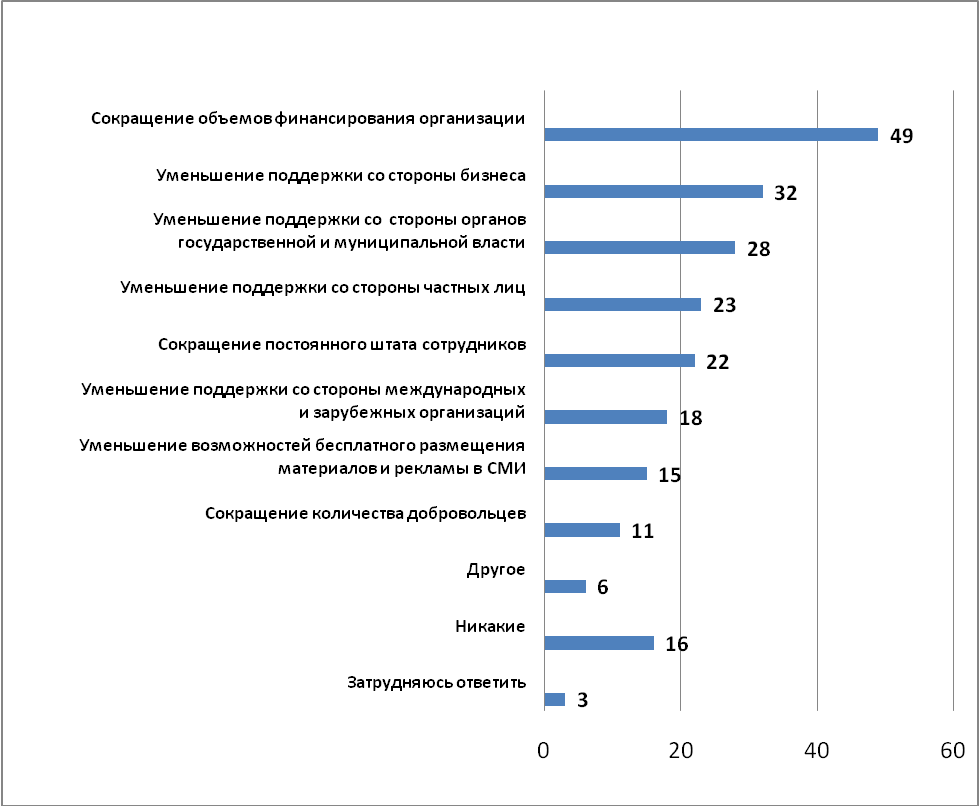 Сокращение объемов финансирования организации
49
Уменьшение поддержки со стороны бизнеса
32
Уменьшение поддержки со стороны органов
государственной и муниципальной власти
28
Уменьшение поддержки со стороны частных лиц
23
Сокращение постоянного штата сотрудников
22
Уменьшение поддержки со стороны международных
и зарубежных организаций
18
Уменьшение возможностей бесплатного размещения
материалов и рекламы в СМИ
15
Сокращение количества добровольцев
11
Другое
6
Никакие
16
Затрудняюсь ответить
3
0 20 40 60